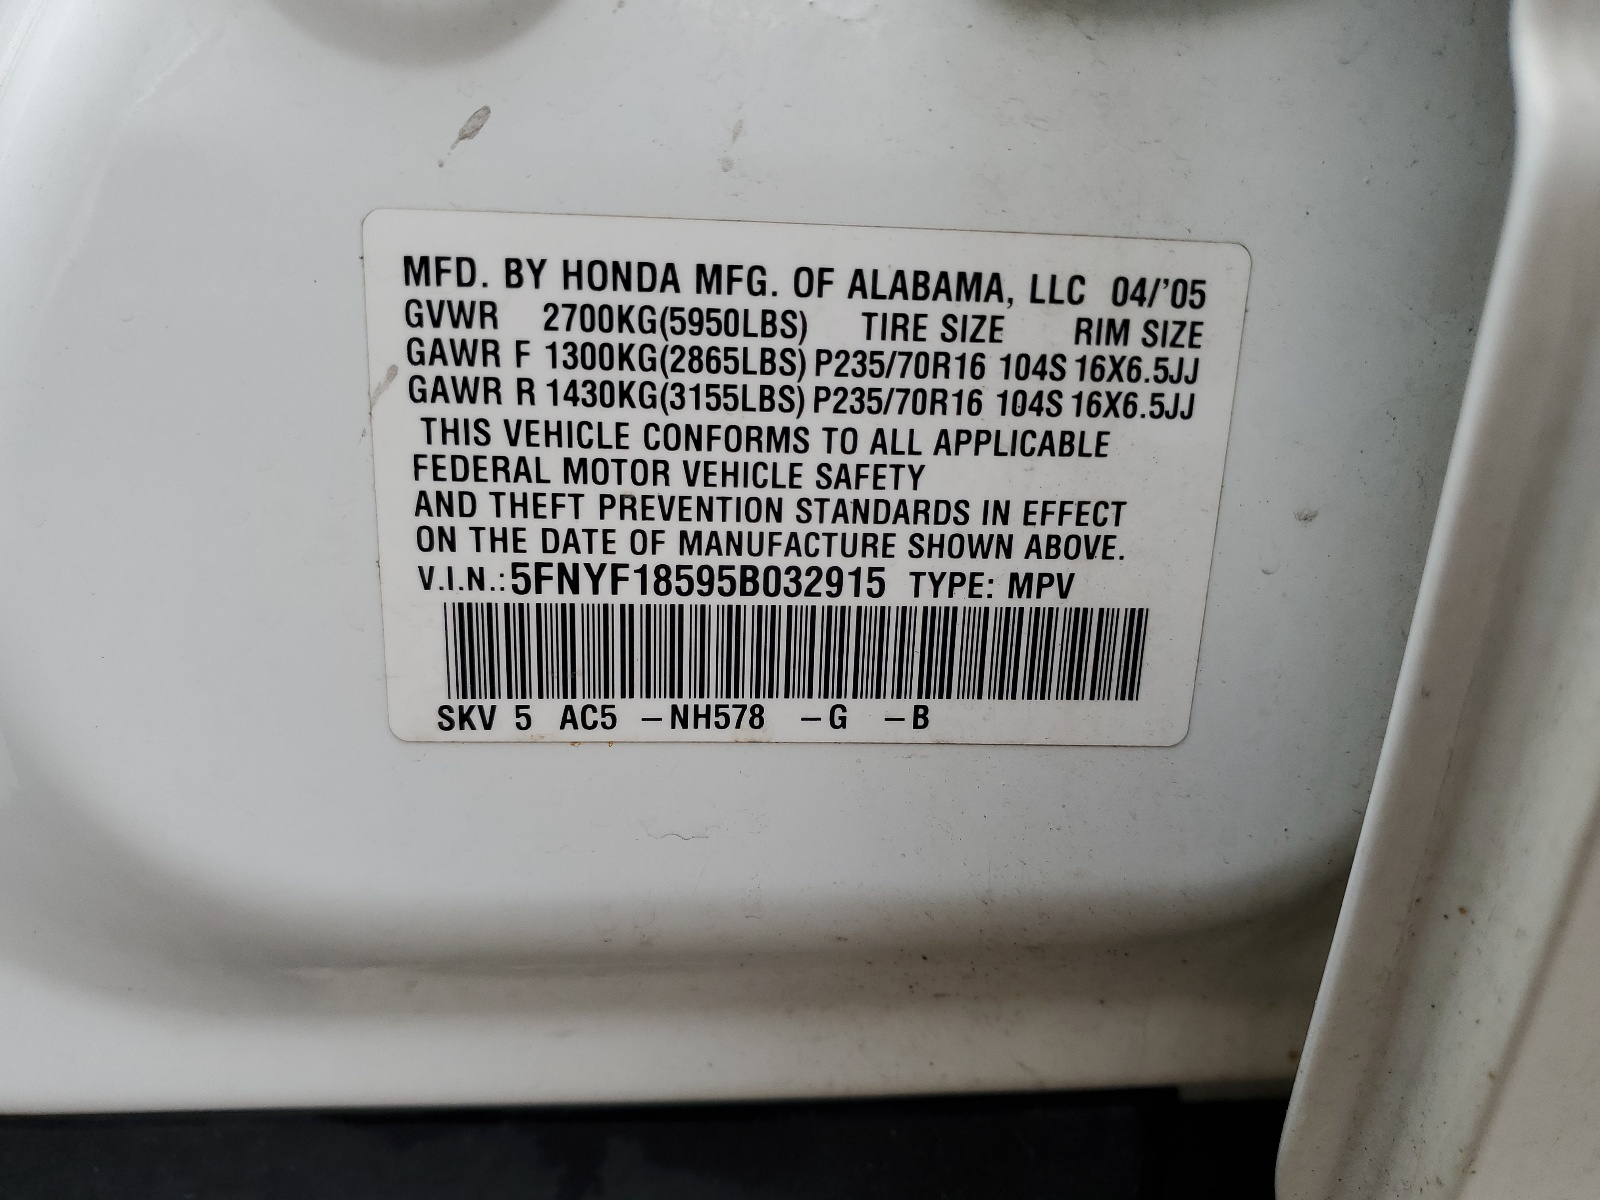 MFD. BY HONDA MFG. OF ALABAMA, LLC 04/'05
GVWR 2700KG(5950LBS) TIRE SIZE RIM SIZE
GAWR F 1300KG(2865LBS) P235/70R16 104S 16X6.5JJ
GAWR R 1430KG(3155LBS) P235/70R16 104S 16X6.5JJ
THIS VEHICLE CONFORMS TO ALL APPLICABLE
FEDERAL MOTOR VEHICLE SAFETY
AND THEFT PREVENTION STANDARDS IN EFFECT
ON THE DATE OF MANUFACTURE SHOWN ABOVE.
V.I.N.: 5FNYF18595B032915 TYPE: MPV
SKV 5 AC5 –NH578 –G –B